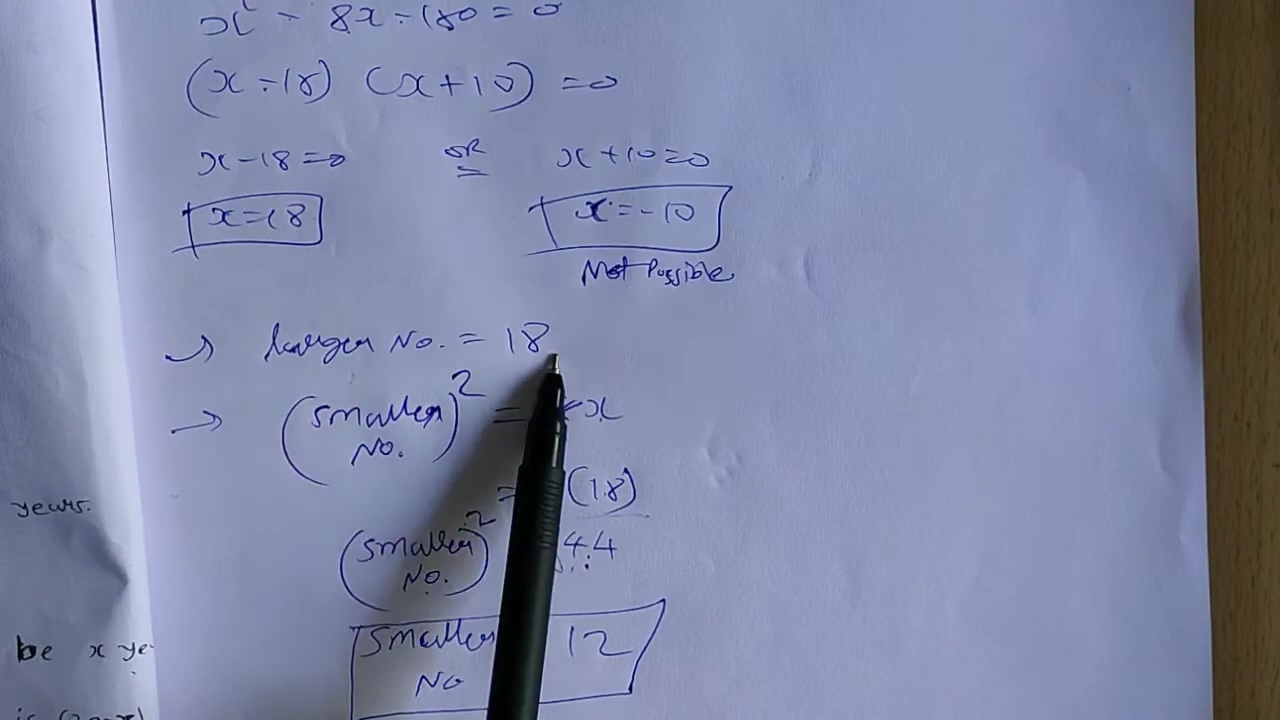 x² - 8x - 180 = 0
(x - 18) (x + 10) = 0
x - 18 = 0 OR x + 10 = 0
x = 18 x = -10
Not Possible
→ larger No. = 18
→ (smaller No.)² = x
= (18)
(smaller No.)² 44
smaller No 12
years.
be x ye